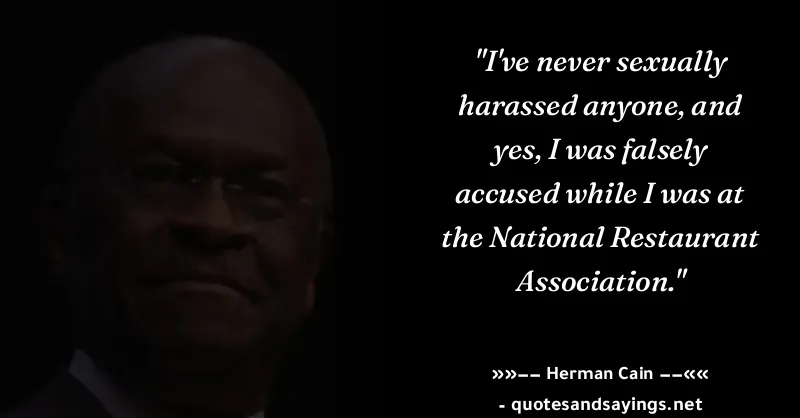 "I've never sexually
harassed anyone, and
yes, I was falsely
accused while I was at
the National Restaurant
Association."
»»−− Herman Cain −−««
- quotesandsayings.net